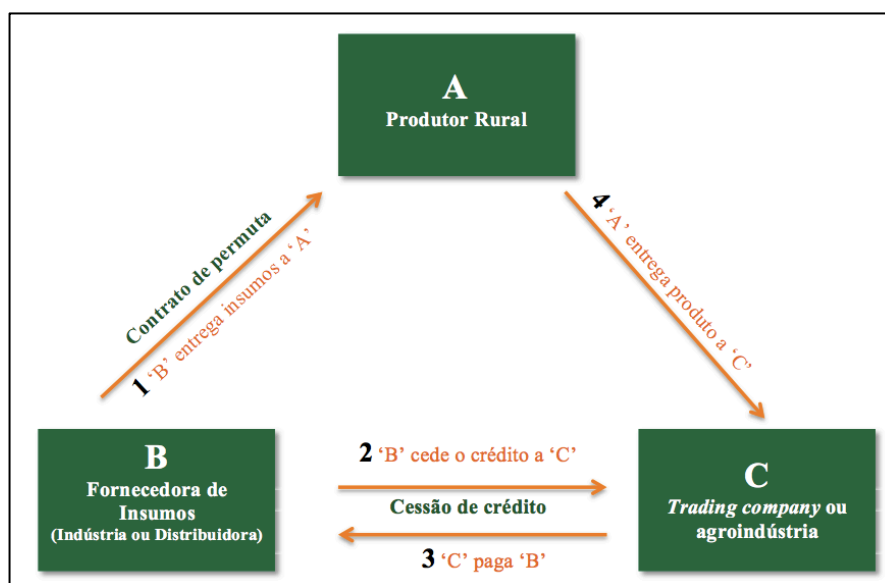 A
Produtor Rural
Contrato de permuta
1 ‘B’ entrega insumos a ‘A’
4 ‘A’ entrega produto a ‘C’
B
Fornecedora de
Insumos
(Indústria ou Distribuidora)
2 ‘B’ cede o crédito a ‘C’
Cessão de crédito
3 ‘C’ paga ‘B’
C
Trading company ou
agroindústria